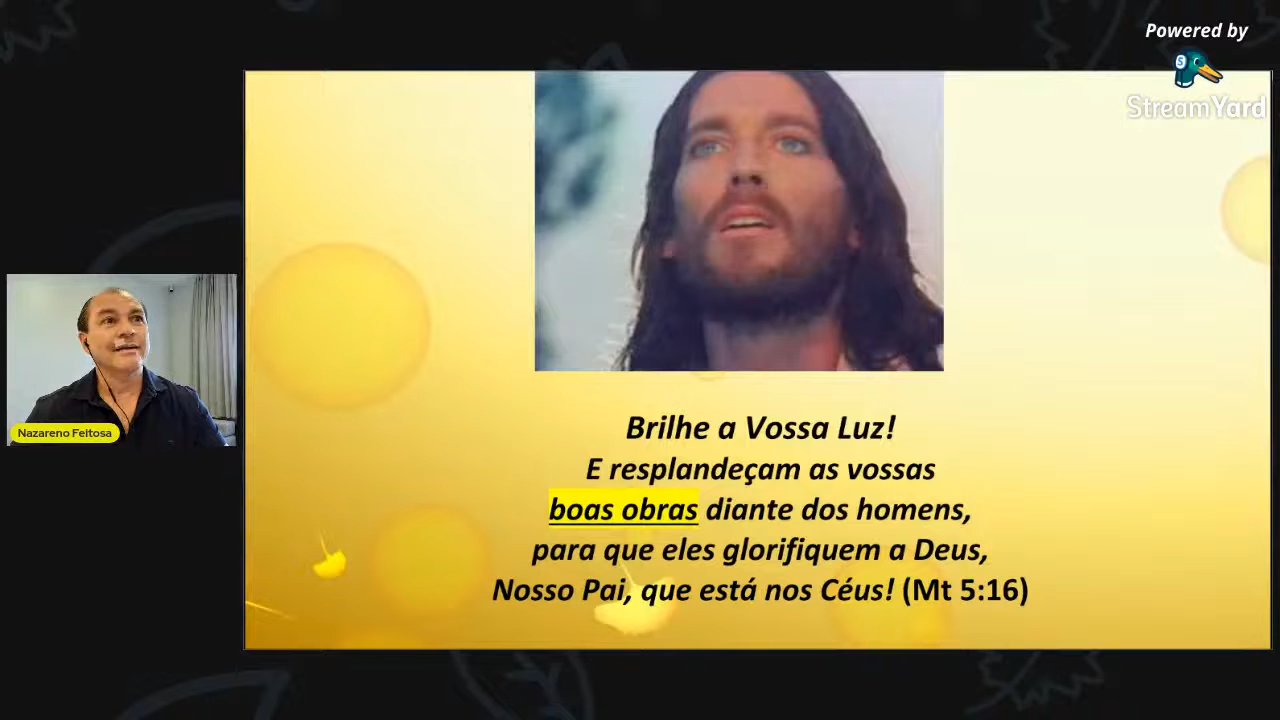 Powered by
StreamYard
Nazareno Feitosa
Brilhe a Vossa Luz!
E resplandeçam as vossas
boas obras diante dos homens,
para que eles glorifiquem a Deus,
Nosso Pai, que está nos Céus! (Mt 5:16)